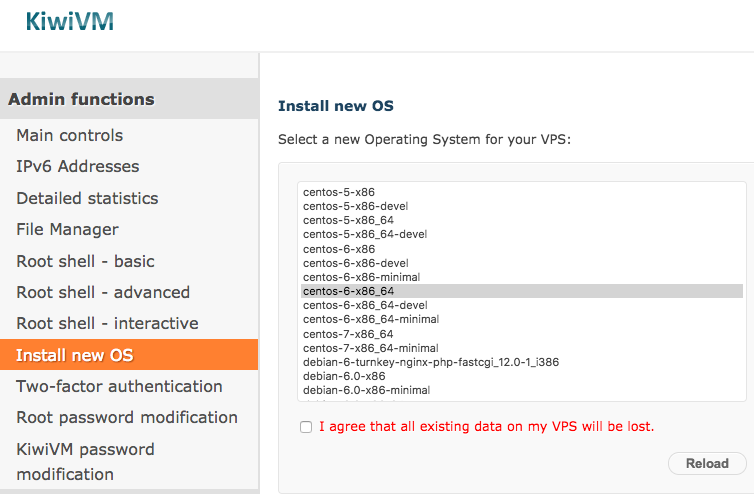 KiwiVM
Admin functions
Main controls
IPv6 Addresses
Detailed statistics
File Manager
Root shell - basic
Root shell - advanced
Root shell - interactive
Install new OS
Two-factor authentication
Root password modification
KiwiVM password
modification
Install new OS
Select a new Operating System for your VPS:
centos-5-x86
centos-5-x86-devel
centos-5-x86_64
centos-5-x86_64-devel
centos-6-x86
centos-6-x86-devel
centos-6-x86-minimal
centos-6-x86_64
centos-6-x86_64-devel
centos-6-x86_64-minimal
centos-7-x86_64
centos-7-x86_64-minimal
debian-6-turnkey-nginx-php-fastcgi_12.0-1_i386
debian-6.0-x86
debian-6.0-x86-minimal
I agree that all existing data on my VPS will be lost.
Reload